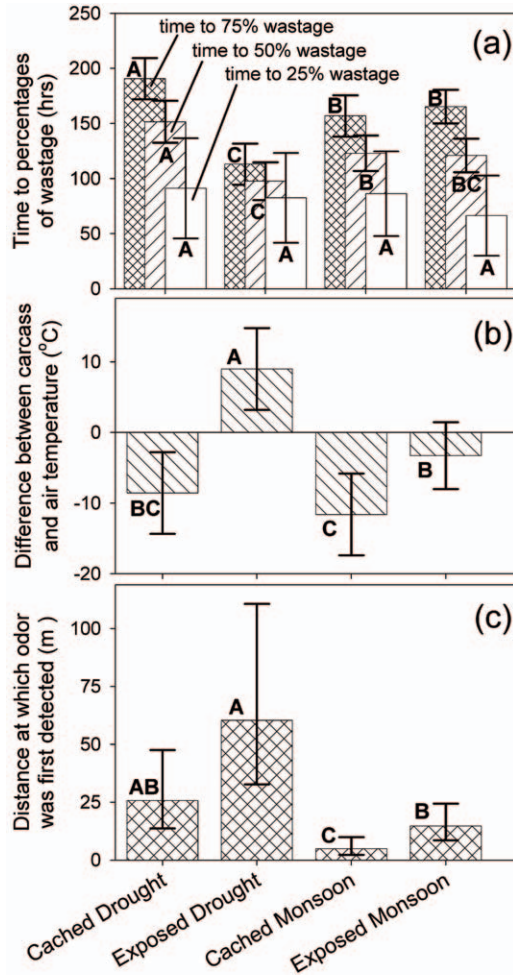 (a)
time to 75% wastage
time to 50% wastage
time to 25% wastage
Time to percentages
of wastage (hrs)
250
200
150
100
50
0
A
A
A
C
C
A
B
B
A
B
BC
A
(b)
Difference between carcass
and air temperature (°C)
10
0
-10
-20
BC
A
C
B
(c)
Distance at which odor
was first detected (m )
100
75
50
25
0
AB
A
C
B
Cached Drought
Exposed Drought
Cached Monsoon
Exposed Monsoon